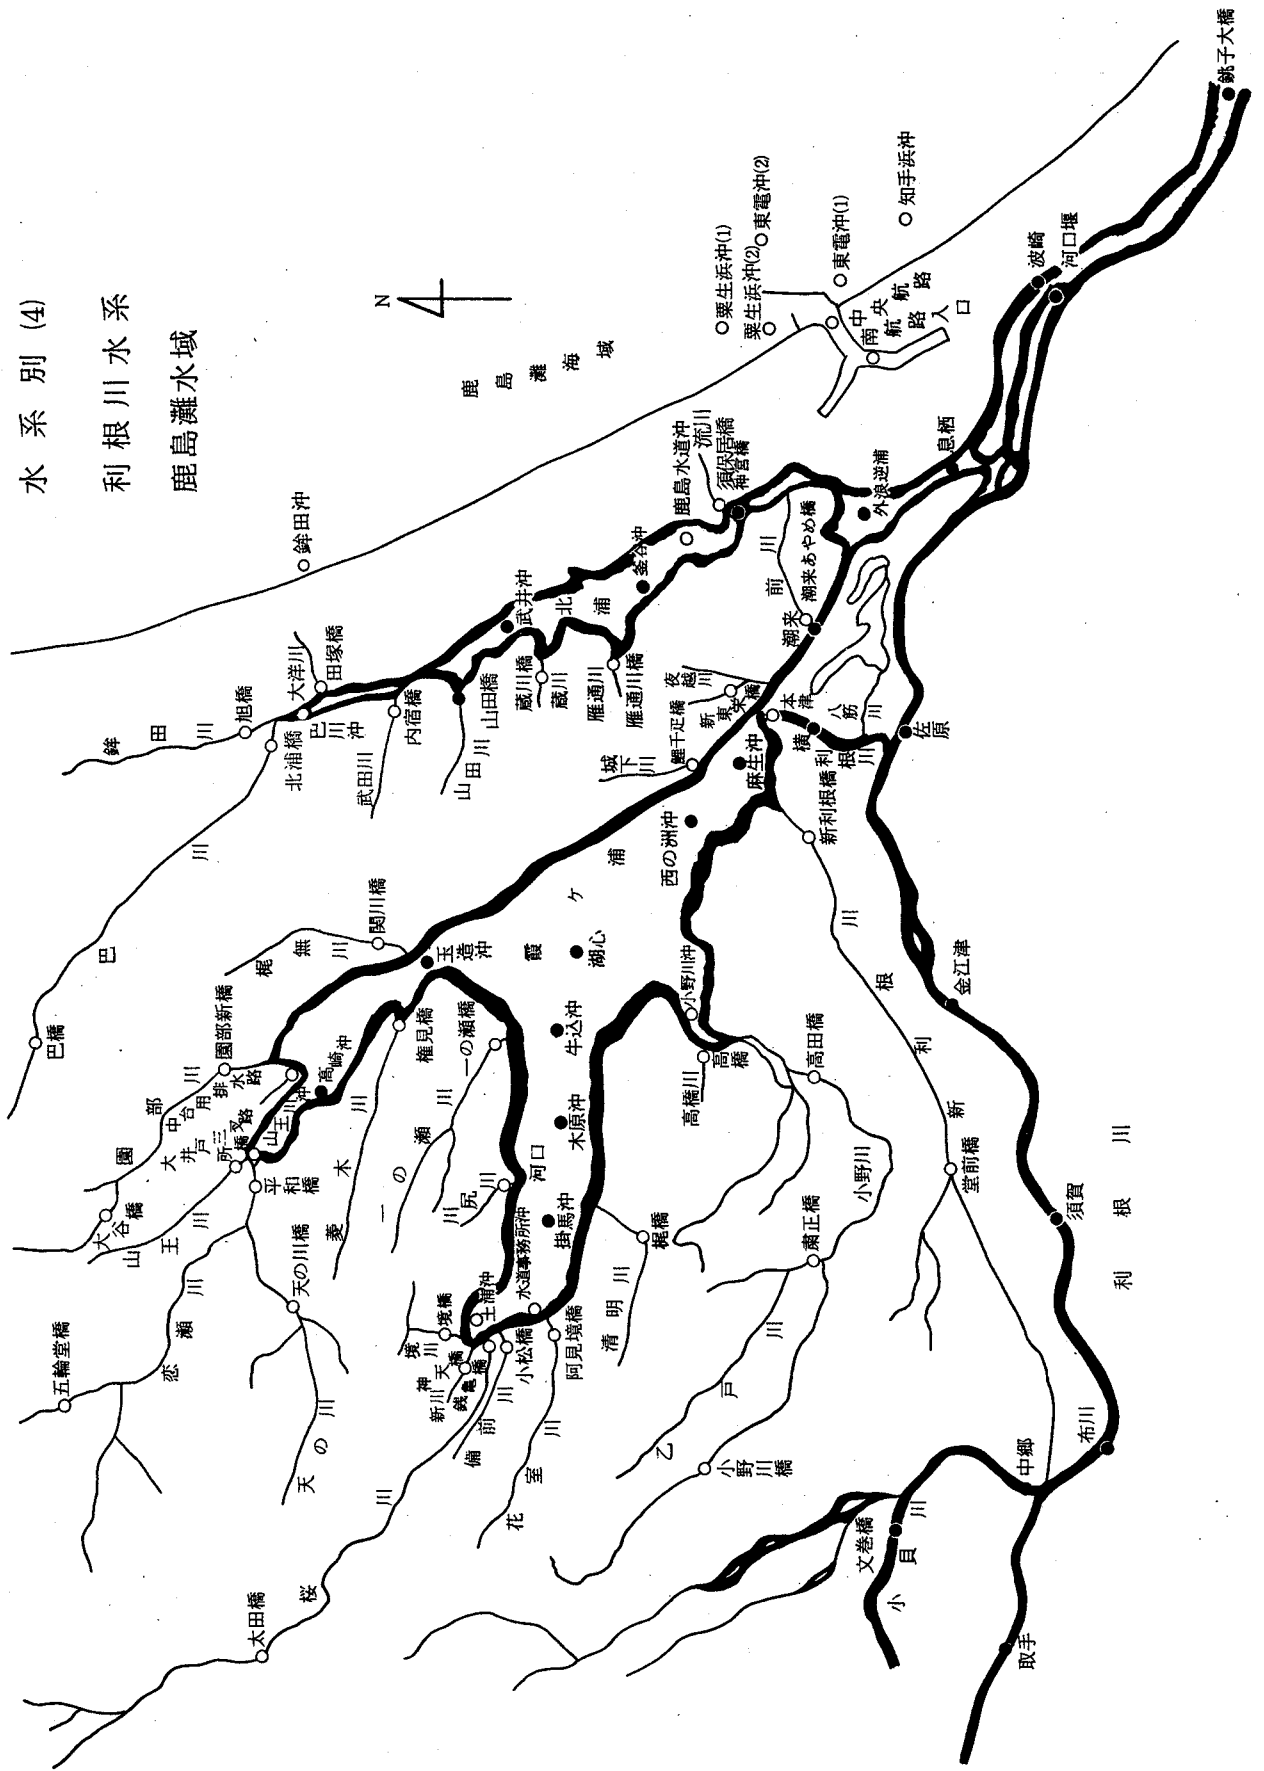 水系別(4)
利根川水系
鹿島灘水域
N
鹿島灘海域
銚子大橋
河口堰
波崎
知手浜沖
東電沖(1)
東電沖(2)
粟生浜沖(1)
粟生浜沖(2)
中央航路
南航路入口
鉾田沖
息栖
外浪逆浦
流川
須保居橋
神宮橋
鹿島水道沖
釜谷沖
武井沖
北浦
前川
潮来あやめ橋
潮来
雁通川橋
雁通川
蔵川橋
蔵川
山田橋
山田川
内宿橋
武田川
田塚橋
大洋川
巴川沖
旭橋
鉾田川
北浦橋
巴川
巴橋
夜越川
新東栄橋
鯉千疋橋
城下川
本津
八筋川
横利根川
佐原
麻生沖
新利根橋
西の洲沖
霞ケ浦
湖心
玉造沖
関川橋
梶無川
園部新橋
園部川
中台用排水路
大井戸三叉路
所橋
山王川沖
高崎沖
権見橋
一の瀬橋
一の瀬川
川尻川
河口
菱木川
平和橋
大谷橋
山王川
恋瀬川
五輪堂橋
天の川橋
天の川
牛込沖
木原沖
掛馬沖
水道事務所沖
土浦沖
境橋
境川
神天橋
新川
銭亀橋
小松橋
備前川
阿見境橋
花室川
桜川
太田橋
清明川
梶橋
小野川沖
高橋
高橋川
高田橋
小野川
粛正橋
乙戸川
小野川橋
新利根川
堂前橋
金江津
須賀
利根川
布川
中郷
文巻橋
小貝川
取手